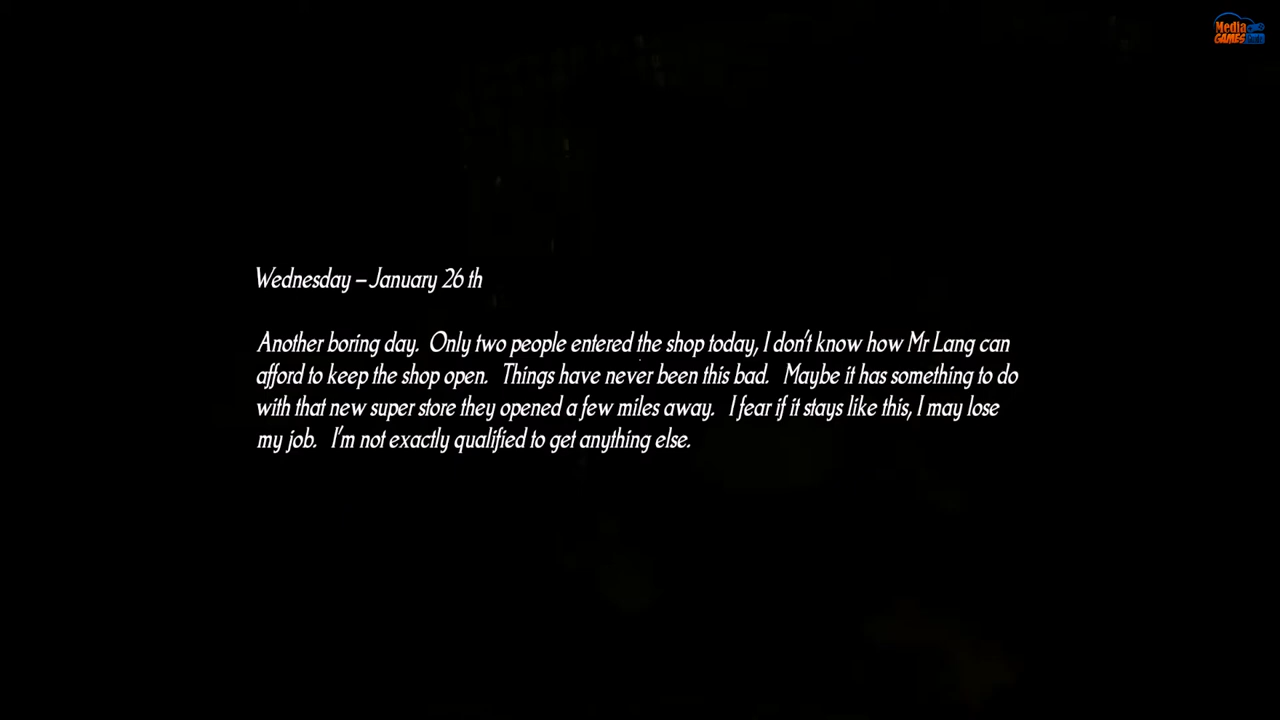 Media
GAMES
Wednesday – January 26 th
Another boring day.  Only two people entered the shop today, I don't know how Mr Lang can
afford to keep the shop open.  Things have never been this bad.  Maybe it has something to do
with that new super store they opened a few miles away.  I fear if it stays like this, I may lose
my job.  I'm not exactly qualified to get anything else.